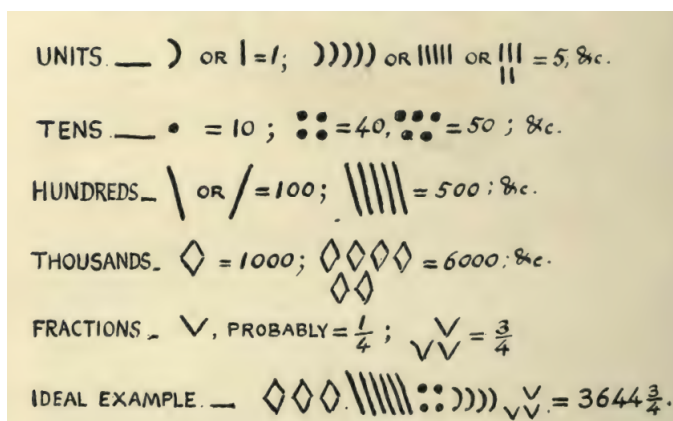 UNITS. — ) OR | = 1; ))))) OR ||||| OR ||| || = 5, &c.
TENS. — • = 10 ; :: = 40, ••••• = 50 ; &c.
HUNDREDS – \ OR / = 100; \\\\\ = 500 ; &c.
THOUSANDS – ◊ = 1000; ◊◊◊◊ ◊◊ = 6000 ; &c.
FRACTIONS – V, PROBABLY = 1/4 ; V VV = 3/4
IDEAL EXAMPLE. — ◊◊◊.\\\\\\ :: )))) V VV = 3644 3/4.